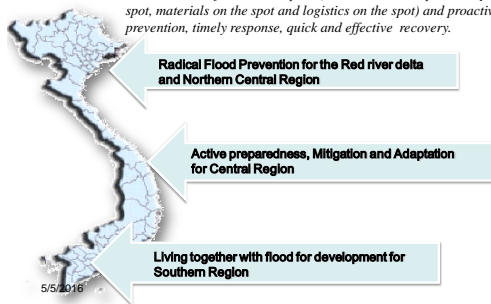 spot, materials on the spot and logistics on the spot) and proactiv
prevention, timely response, quick and effective recovery.
Radical Flood Prevention for the Red river delta
and Northern Central Region
Active preparedness, Mitigation and Adaptation
for Central Region
Living together with flood for development for
Southern Region
5/5/2016